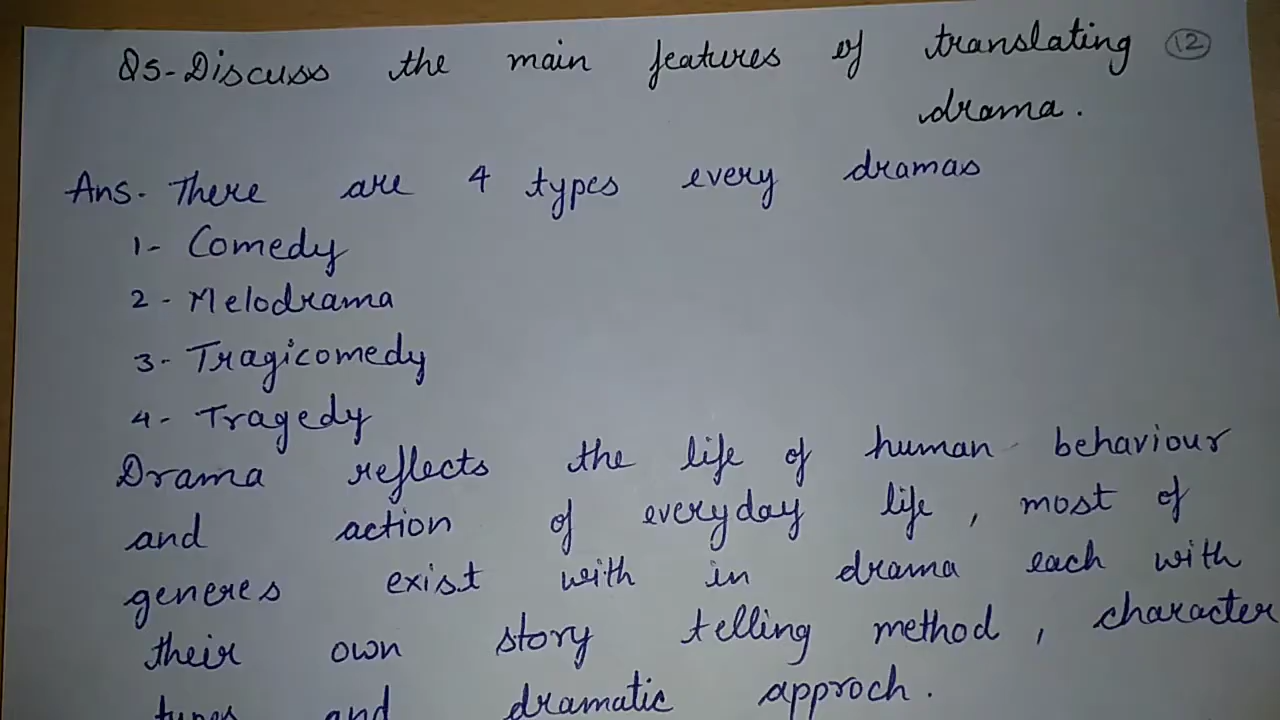 Q5-Discuss the main features of translating 12
drama.
Ans. There are 4 types every dramas
1- Comedy
2- Melodrama
3- Tragicomedy
4- Tragedy
Drama reflects the life of human behaviour
and action of everyday life, most of
generes exist with in drama each with
their own story telling method, character
types and dramatic approch.